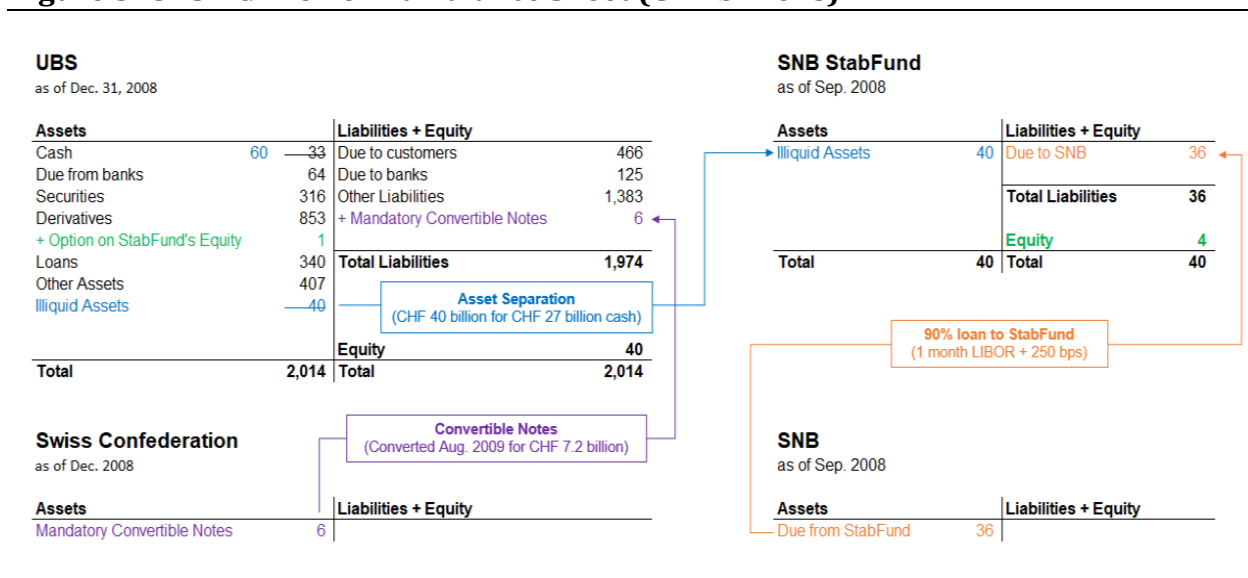 UBS
as of Dec. 31, 2008
Assets Liabilities + Equity
Cash 60 33 Due to customers 466
Due from banks 64 Due to banks 125
Securities 316 Other Liabilities 1,383
Derivatives 853 + Mandatory Convertible Notes 6
+ Option on StabFund's Equity 1
Loans 340 Total Liabilities 1,974
Other Assets 407
Illiquid Assets 40
Asset Separation
(CHF 40 billion for CHF 27 billion cash)
Equity 40
Total 2,014 Total 2,014
SNB StabFund
as of Sep. 2008
Assets Liabilities + Equity
Illiquid Assets 40 Due to SNB 36
Total Liabilities 36
Equity 4
Total 40 Total 40
90% loan to StabFund
(1 month LIBOR + 250 bps)
Convertible Notes
(Converted Aug. 2009 for CHF 7.2 billion)
Swiss Confederation
as of Dec. 2008
Assets Liabilities + Equity
Mandatory Convertible Notes 6
SNB
as of Sep. 2008
Assets Liabilities + Equity
Due from StabFund 36